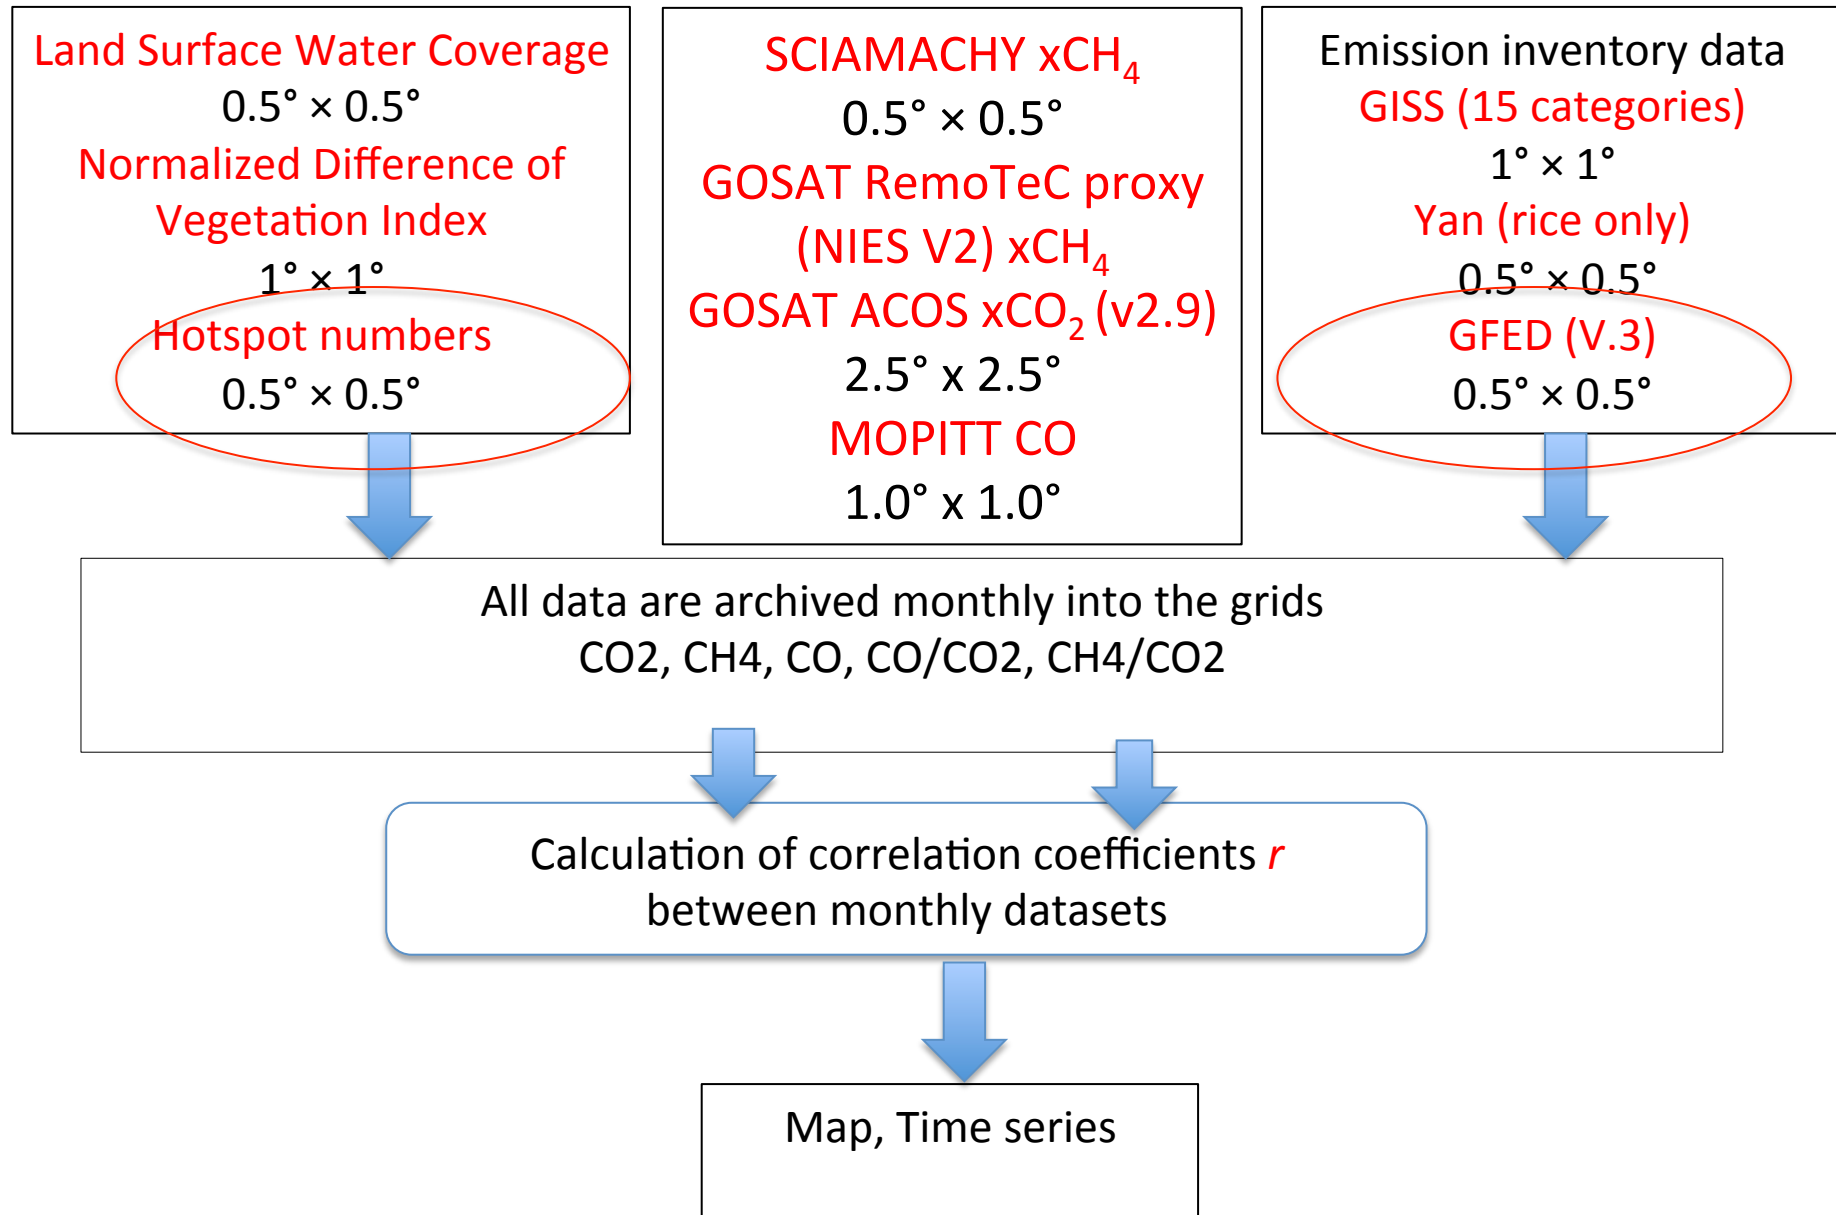 Land Surface Water Coverage
0.5° × 0.5°
Normalized Difference of
Vegetation Index
1° × 1°
Hotspot numbers
0.5° × 0.5°
SCIAMACHY xCH₄
0.5° × 0.5°
GOSAT RemoTeC proxy
(NIES V2) xCH₄
GOSAT ACOS xCO₂ (v2.9)
2.5° x 2.5°
MOPITT CO
1.0° x 1.0°
Emission inventory data
GISS (15 categories)
1° × 1°
Yan (rice only)
0.5° × 0.5°
GFED (V.3)
0.5° × 0.5°
All data are archived monthly into the grids
CO2, CH4, CO, CO/CO2, CH4/CO2
Calculation of correlation coefficients r
between monthly datasets
Map, Time series